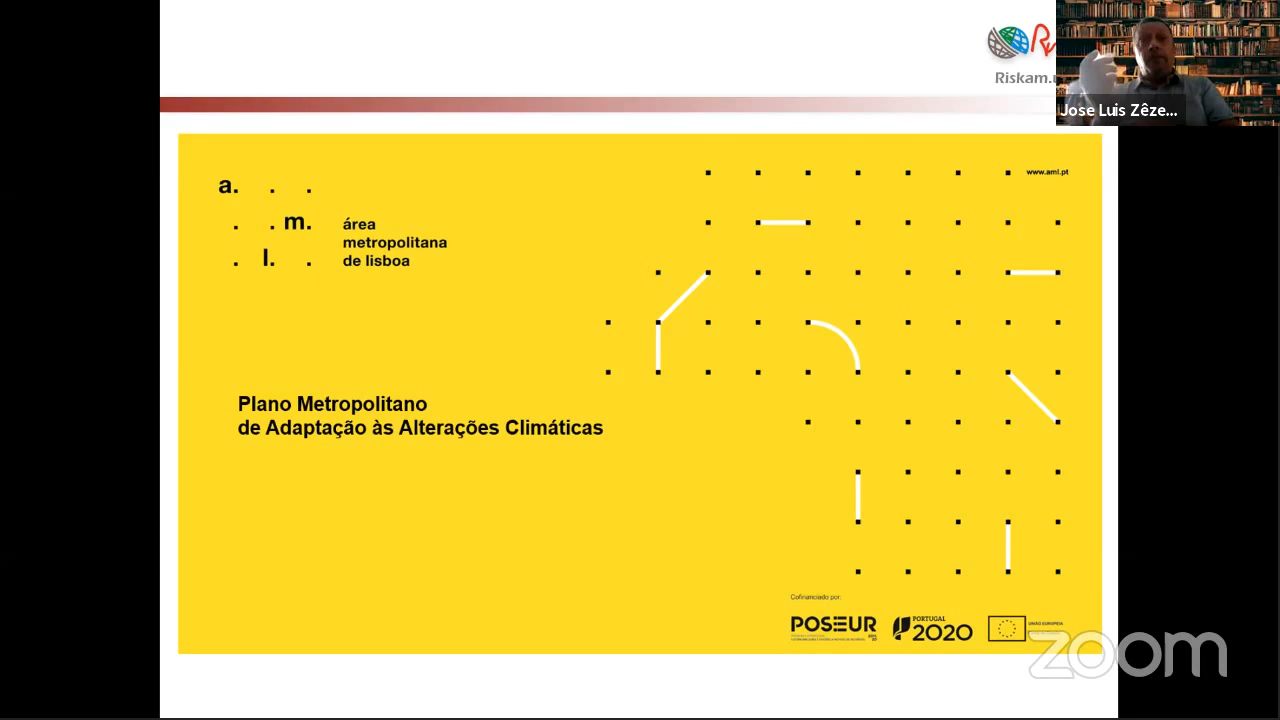 Riskam.u
Jose Luis Zêze...
www.aml.pt
a. . .
. . m.
. l. .
área
metropolitana
de lisboa
Plano Metropolitano
de Adaptação às Alterações Climáticas
Cofinanciado por:
POSEUR
PORTUGAL
2020
UNIÃO EUROPEIA
zoom